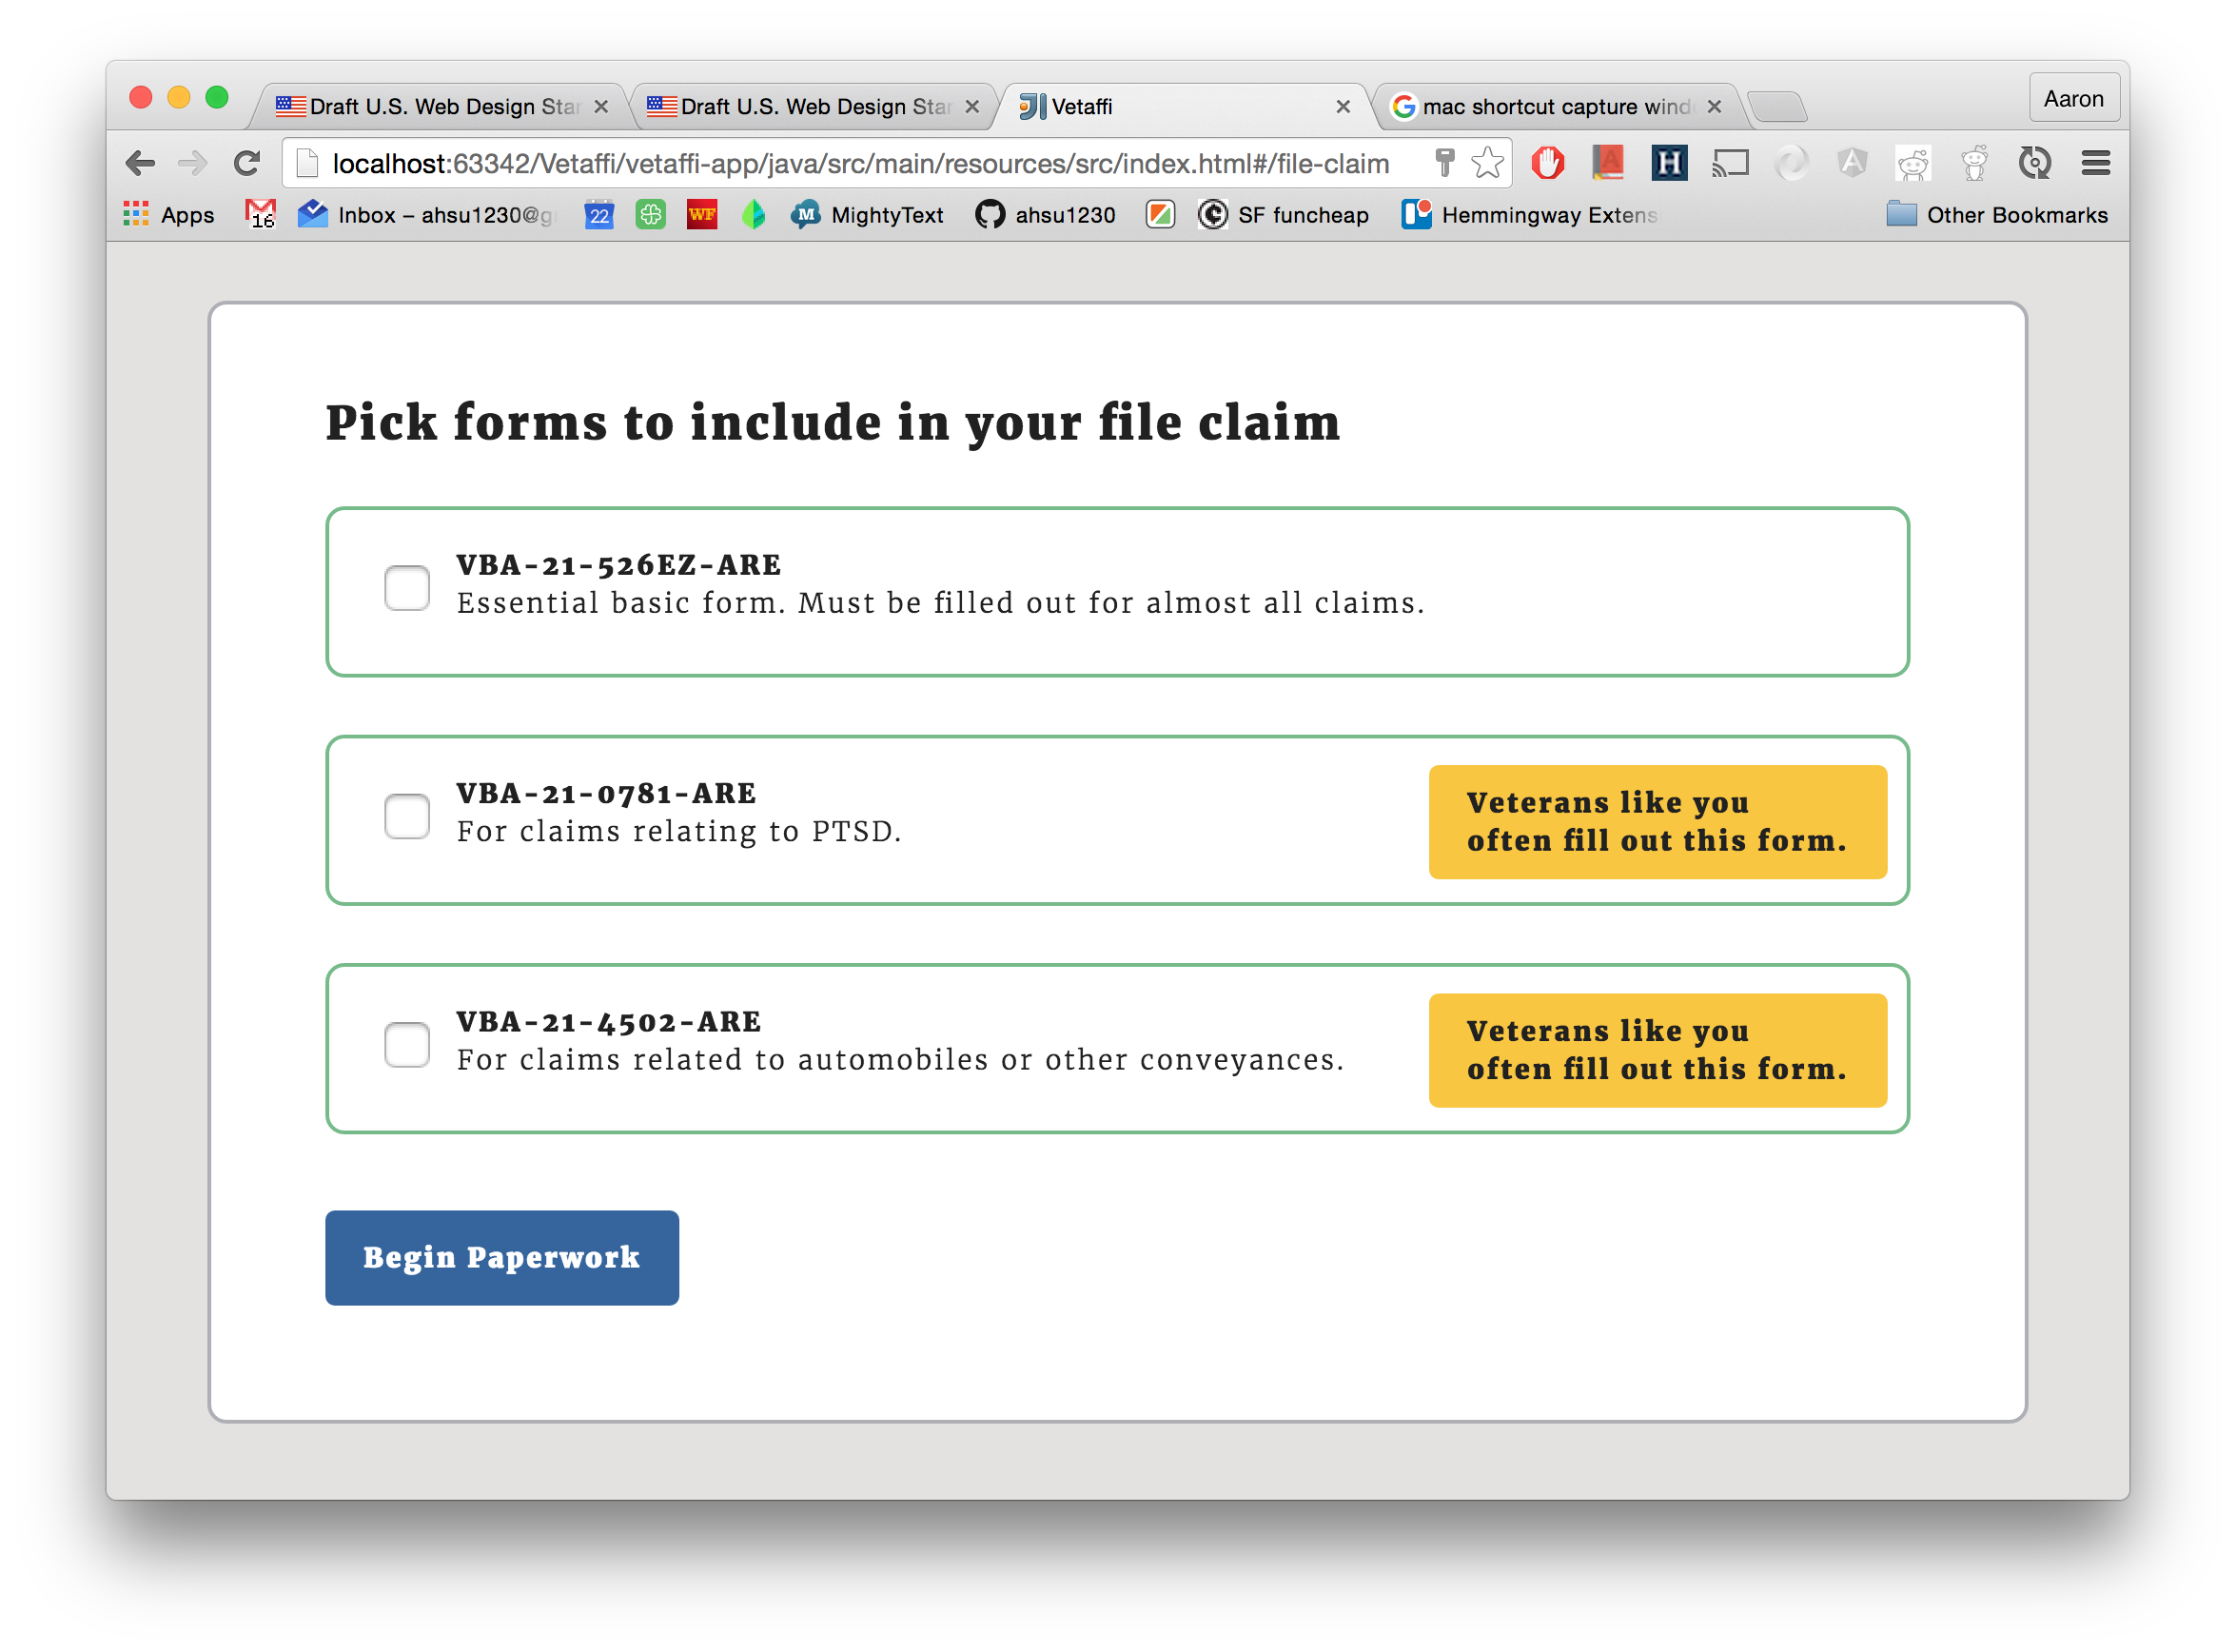 Draft U.S. Web Design Star
Draft U.S. Web Design Star
Vetaffi
mac shortcut capture wind
Aaron
localhost:63342/Vetaffi/vetaffi-app/java/src/main/resources/src/index.html#/file-claim
Apps
16
Inbox – ahsu1230@g
22
WF
MightyText
ahsu1230
SF funcheap
Hemmingway Extens
Other Bookmarks
Pick forms to include in your file claim
VBA-21-526EZ-ARE
Essential basic form. Must be filled out for almost all claims.
VBA-21-0781-ARE
For claims relating to PTSD.
Veterans like you
often fill out this form.
VBA-21-4502-ARE
For claims related to automobiles or other conveyances.
Veterans like you
often fill out this form.
Begin Paperwork